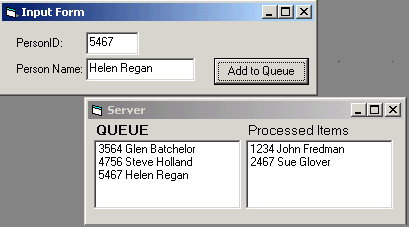 Input Form
PersonID: 5467
Person Name: Helen Regan
Add to Queue
Server
QUEUE
3564 Glen Batchelor
4756 Steve Holland
5467 Helen Regan
Processed Items
1234 John Fredman
2467 Sue Glover